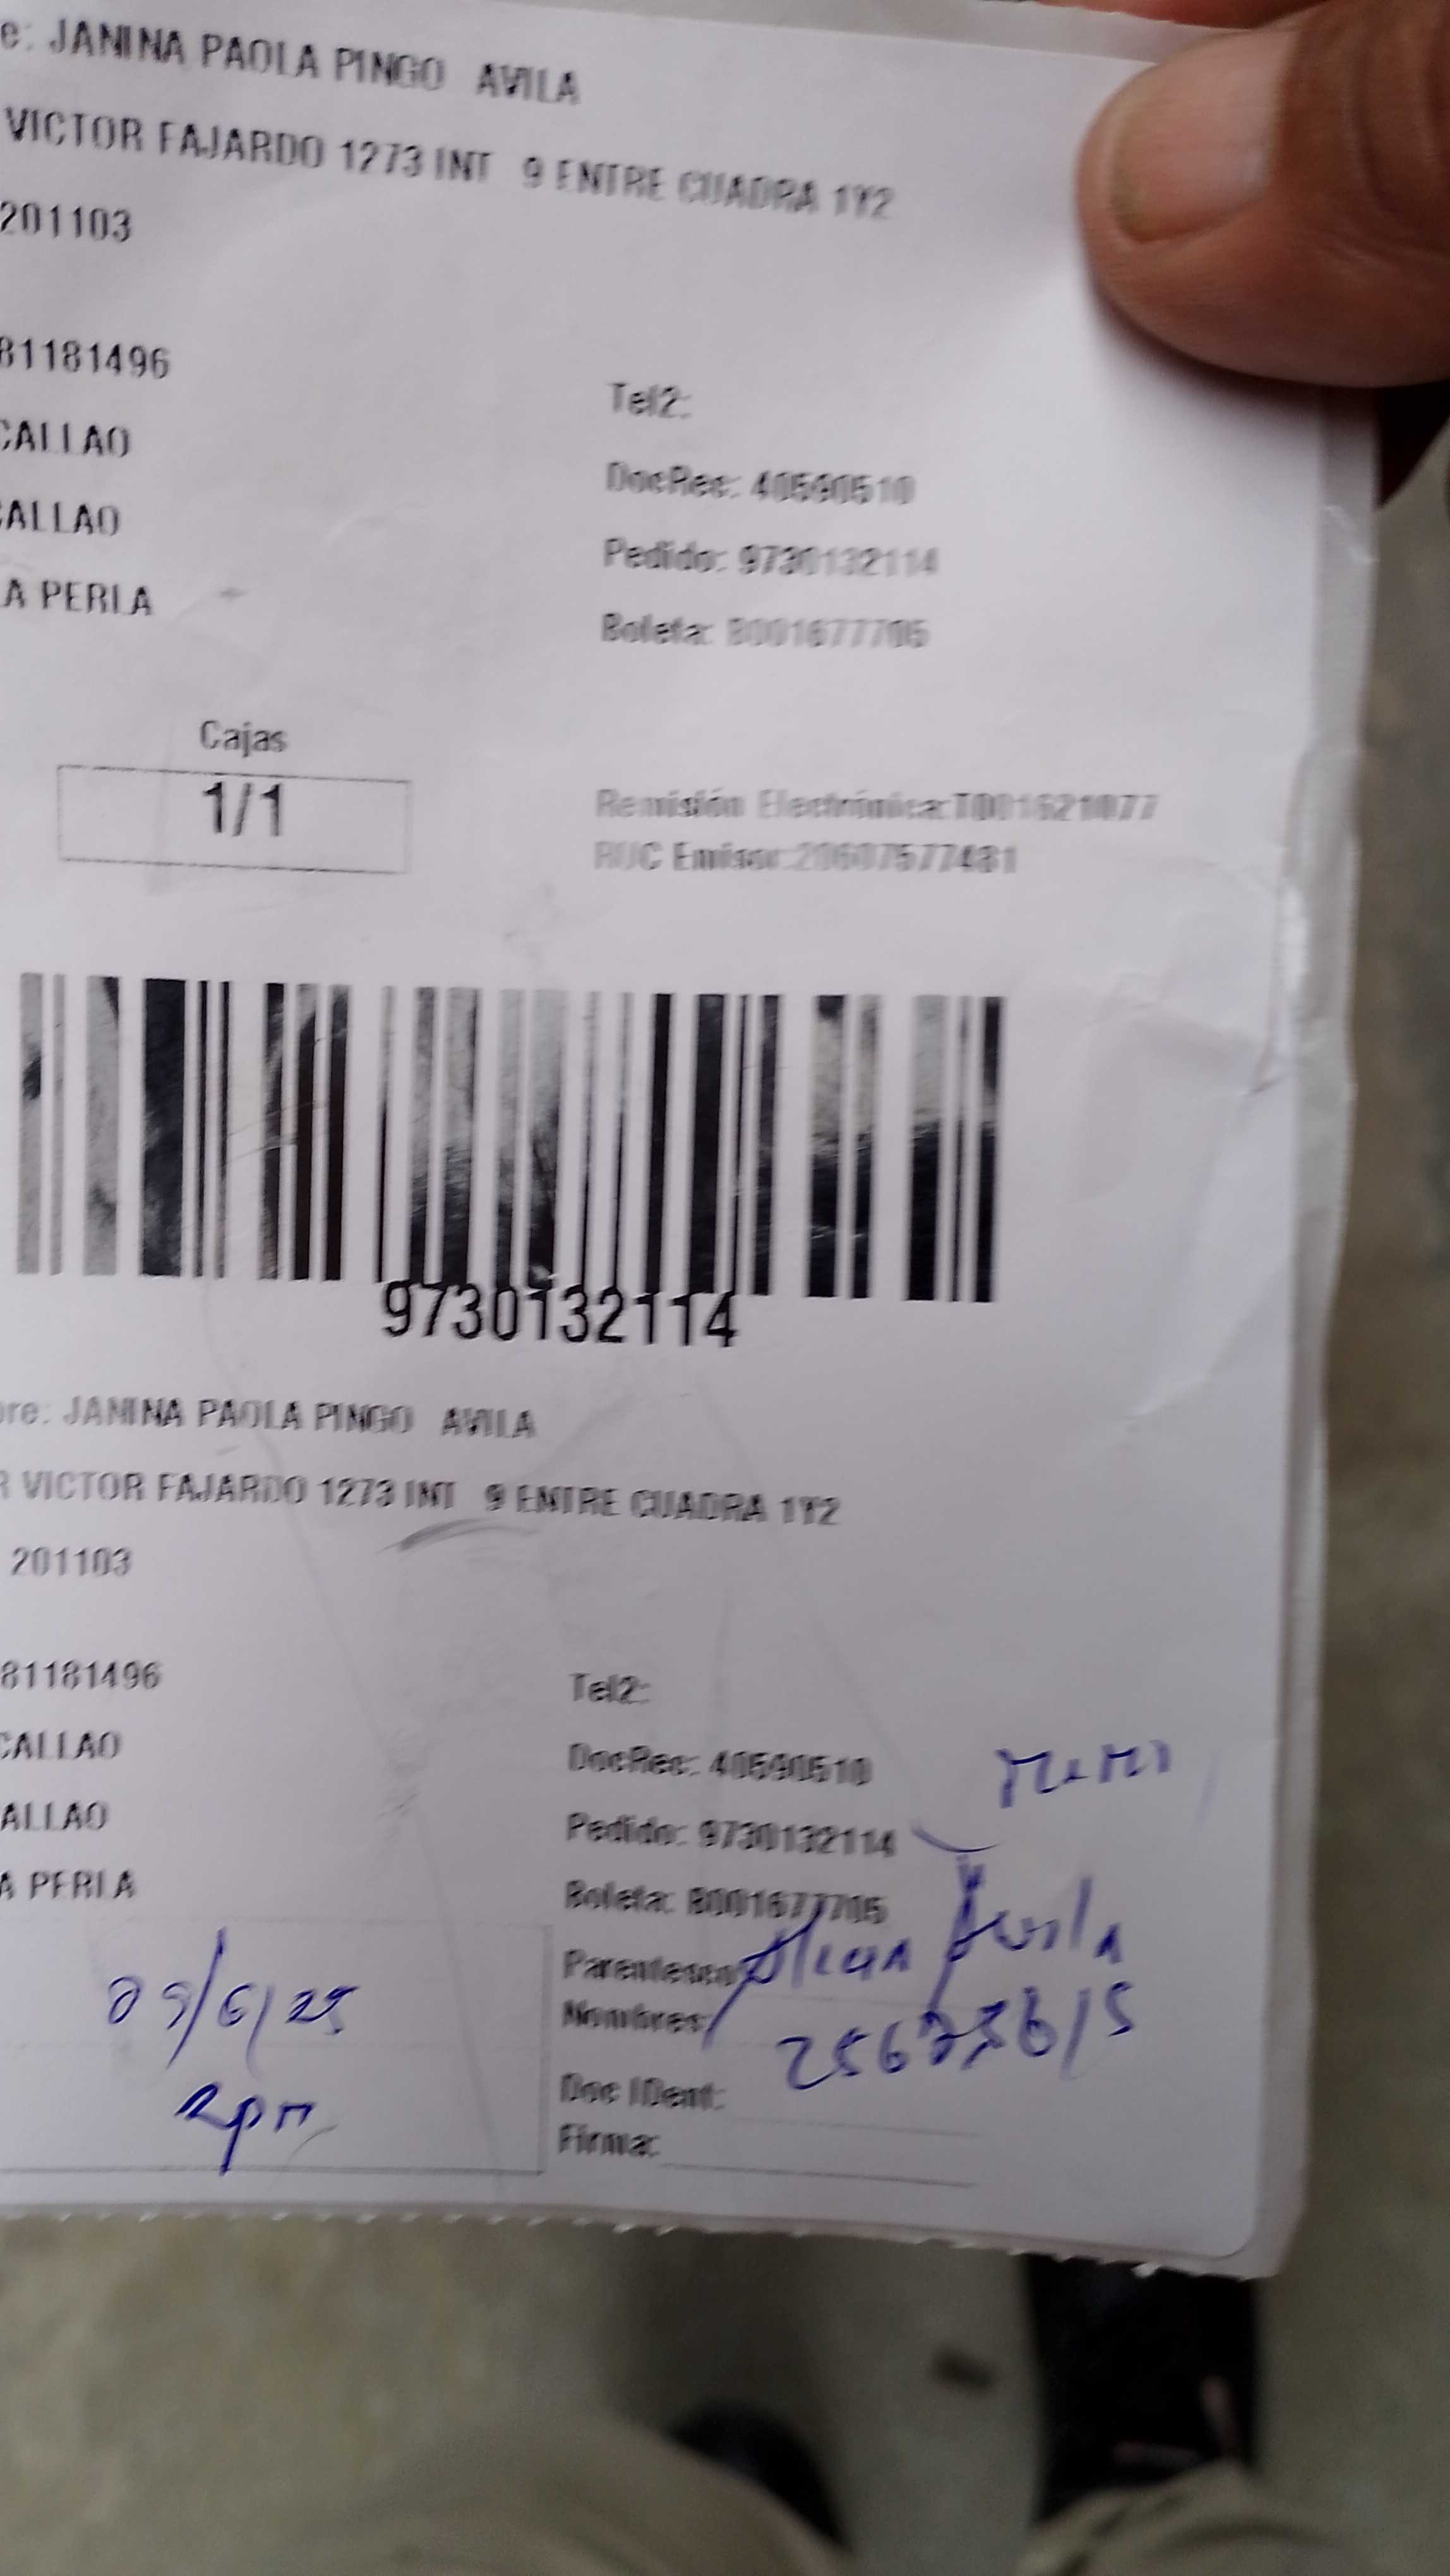 e: JANINA PAOLA PINGO AVILA
VICTOR FAJARDO 1273 INT 9 ENTRE CUADRA 1Y2
201103
81181496
Tel2:
CALLAO
DocRec: 40590510
CALLAO
Pedido: 9730132114
A PERLA
Boleta: B001677705
Cajas
1/1
Remisión Electrónica:T001621077
RUC Emisor:20607577481
9730132114
bre: JANINA PAOLA PINGO AVILA
R VICTOR FAJARDO 1273 INT 9 ENTRE CUADRA 1Y2
201103
81181496
Tel2:
CALLAO
DocRec: 40590510
ALLAO
Pedido: 9730132114
A PERLA
Boleta: B001677705
Parentesco: Avila
09/6/25
Nombres:
2pm
Doc IDent:
Firma: